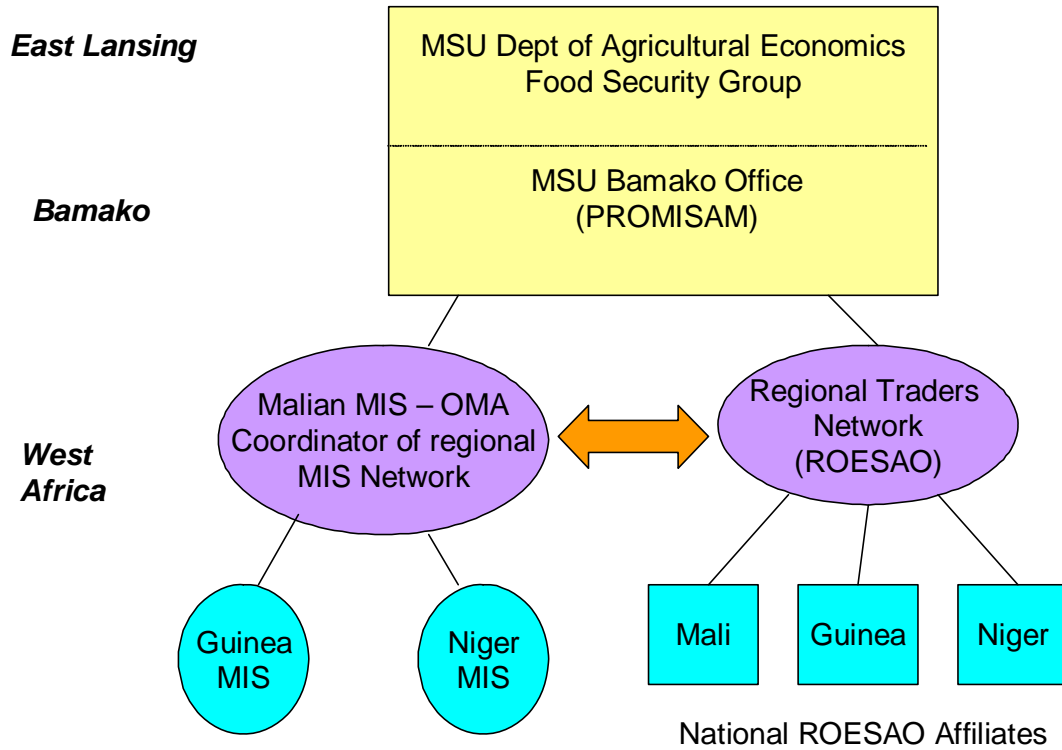 East Lansing
MSU Dept of Agricultural Economics
Food Security Group
Bamako
MSU Bamako Office
(PROMISAM)
West
Africa
Malian MIS – OMA
Coordinator of regional
MIS Network
Regional Traders
Network
(ROESAO)
Guinea
MIS
Niger
MIS
Mali
Guinea
Niger
National ROESAO Affiliates